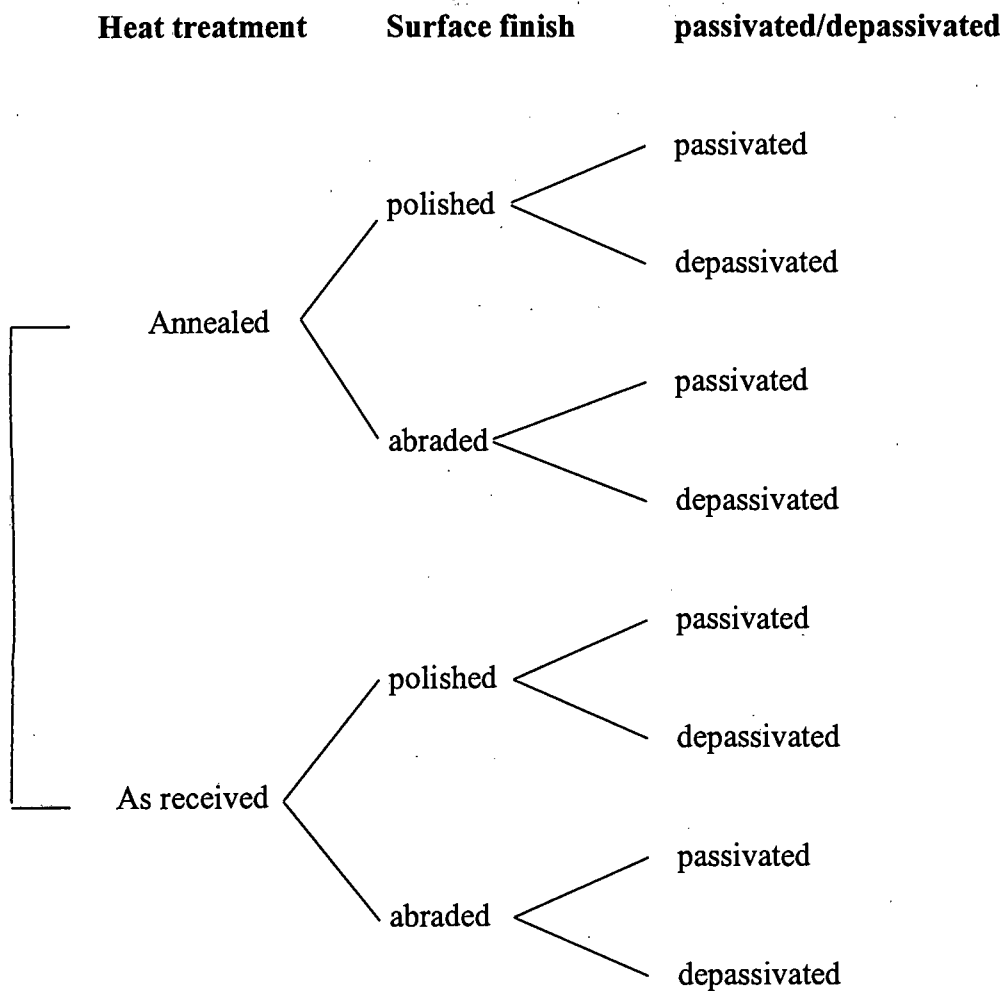 Heat treatment Surface finish passivated/depassivated
passivated
polished
depassivated
Annealed
passivated
abraded
depassivated
passivated
polished
depassivated
As received
passivated
abraded
depassivated